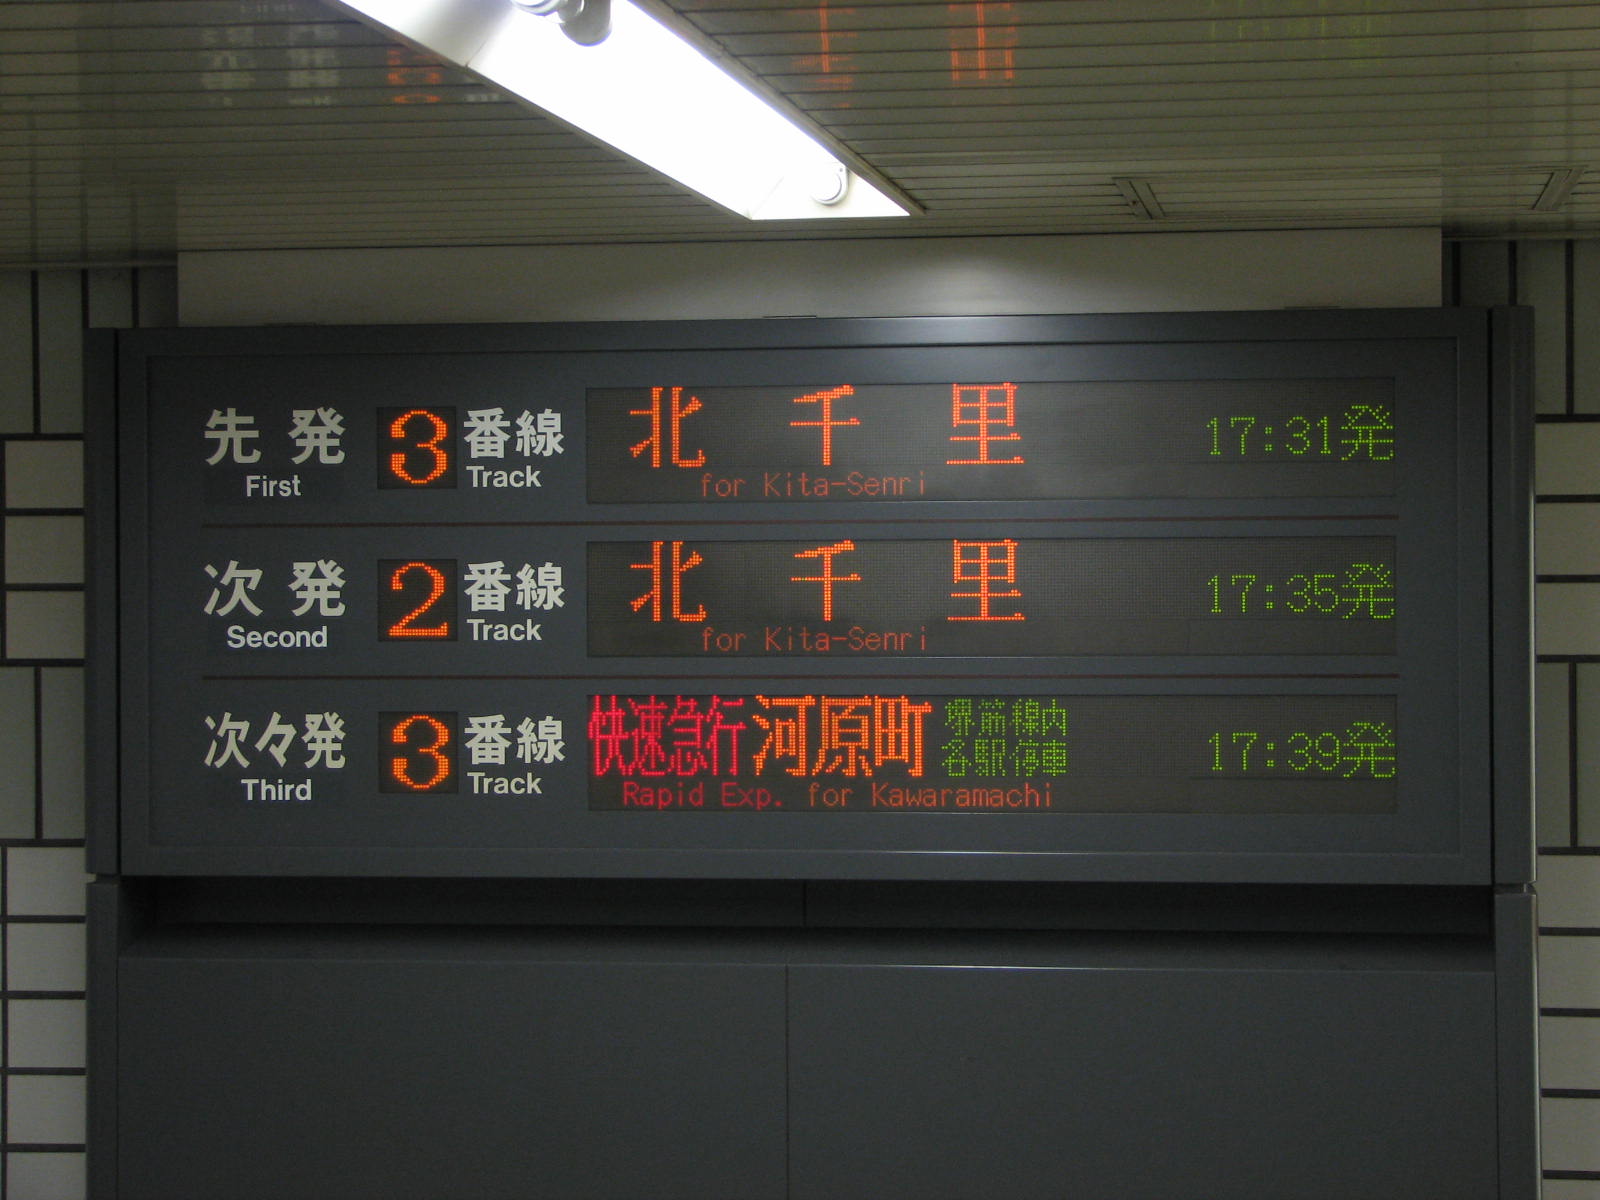 先発 3 番線 北千里 17:31発
First Track for Kita-Senri
次発 2 番線 北千里 17:35発
Second Track for Kita-Senri
次々発 3 番線 快速急行 河原町 堺筋線内 17:39発
各駅停車
Third Track Rapid Exp. for Kawaramachi